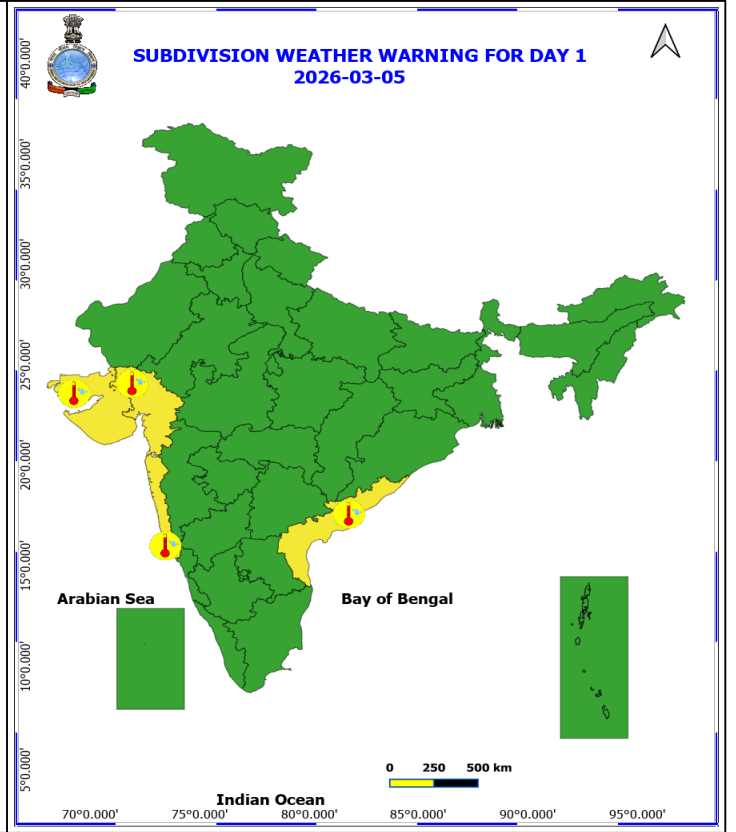 SUBDIVISION WEATHER WARNING FOR DAY 1
2026-03-05
40°0.000'
35°0.000'
30°0.000'
25°0.000'
20°0.000'
15°0.000'
10°0.000'
5°0.000'
Arabian Sea
Bay of Bengal
0 250 500 km
Indian Ocean
70°0.000' 75°0.000' 80°0.000' 85°0.000' 90°0.000' 95°0.000'